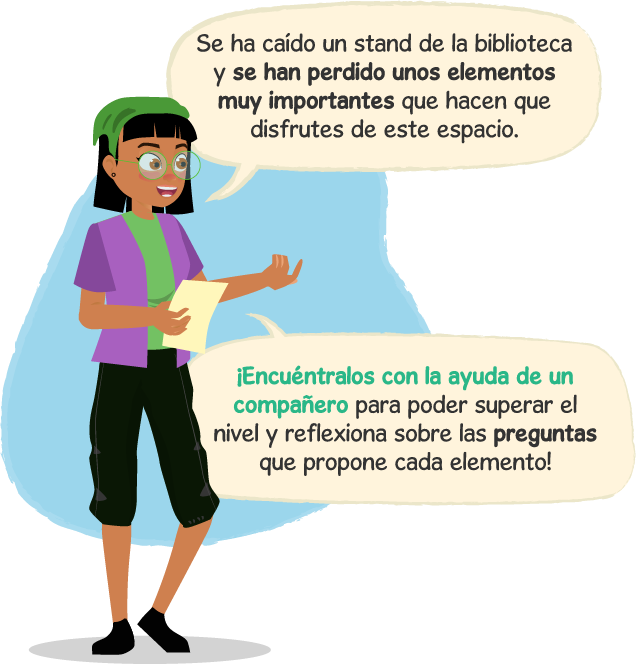 Se ha caído un stand de la biblioteca
y se han perdido unos elementos
muy importantes que hacen que
disfrutes de este espacio.
¡Encuéntralos con la ayuda de un
compañero para poder superar el
nivel y reflexiona sobre las preguntas
que propone cada elemento!